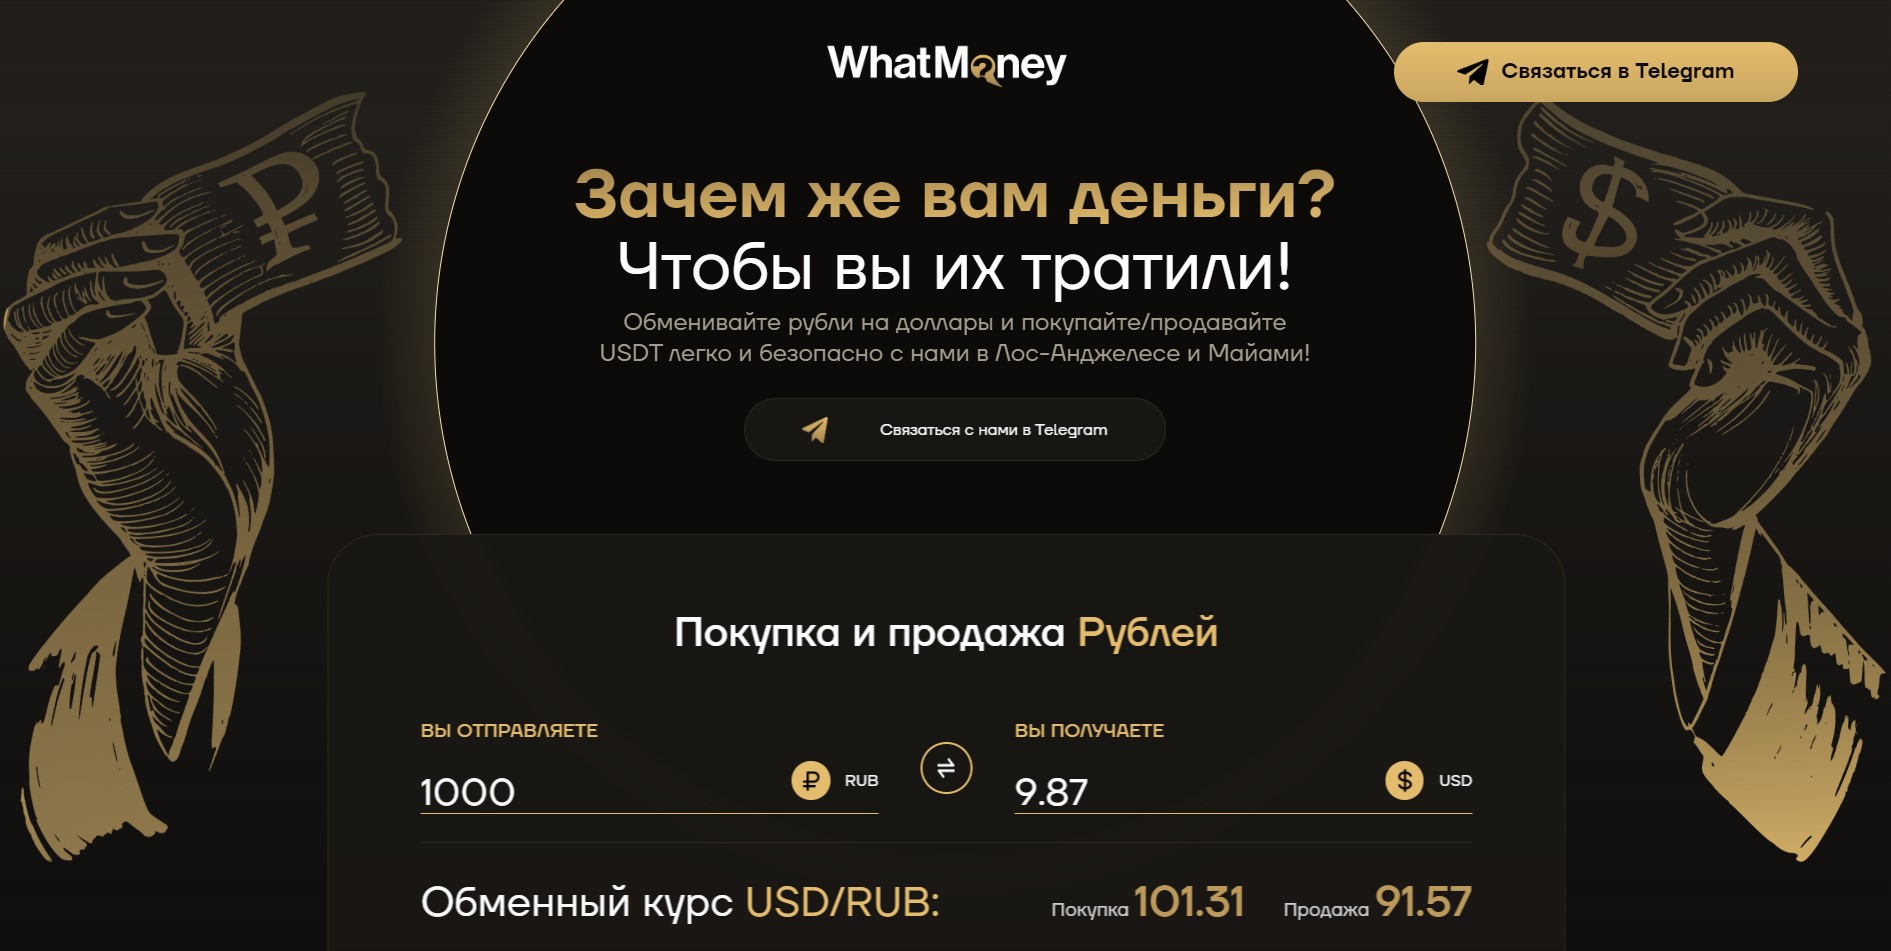 WhatMoney
Связаться в Telegram
Зачем же вам деньги?
Чтобы вы их тратили!
Обменивайте рубли на доллары и покупайте/продавайте
USDT легко и безопасно с нами в Лос-Анджелесе и Майами!
Связаться с нами в Telegram
Покупка и продажа Рублей
ВЫ ОТПРАВЛЯЕТЕ
1000 ₽ RUB
ВЫ ПОЛУЧАЕТЕ
9.87 $ USD
Обменный курс USD/RUB: Покупка 101.31 Продажа 91.57
₽
$